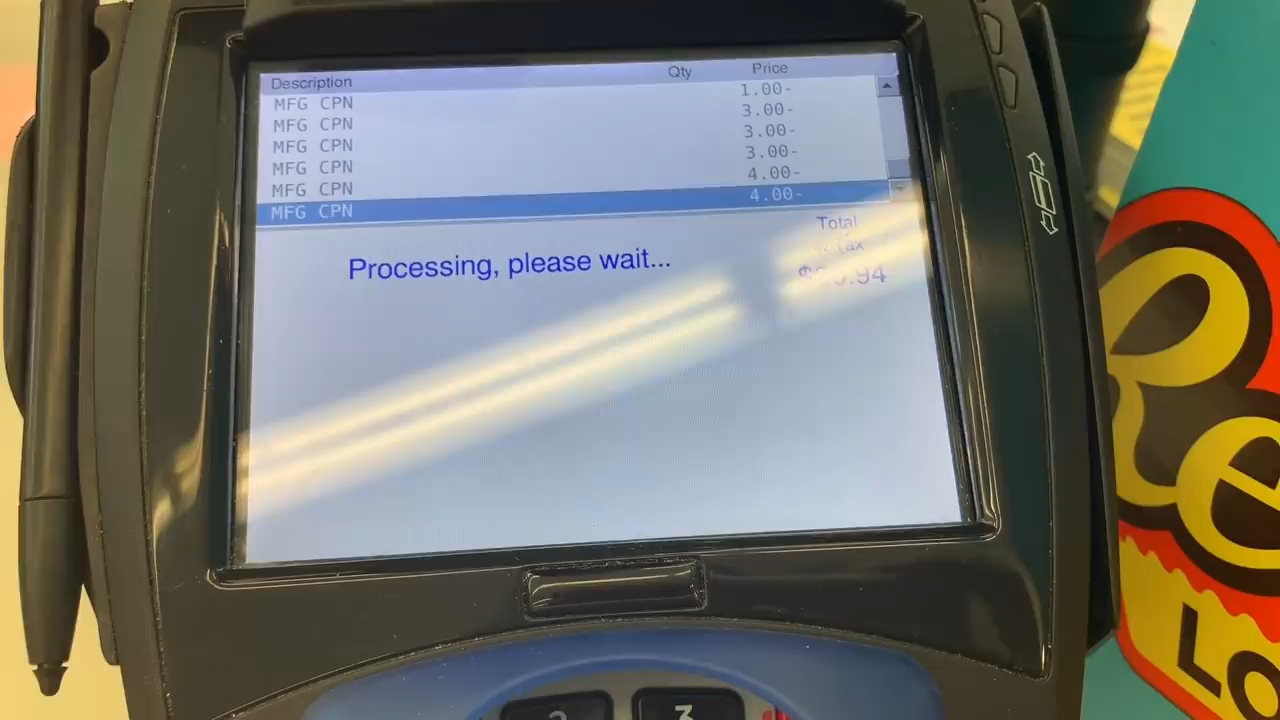 Description Qty Price
MFG CPN 1.00-
MFG CPN 3.00-
MFG CPN 3.00-
MFG CPN 3.00-
MFG CPN 4.00-
MFG CPN 4.00-
Total
Processing, please wait...
3